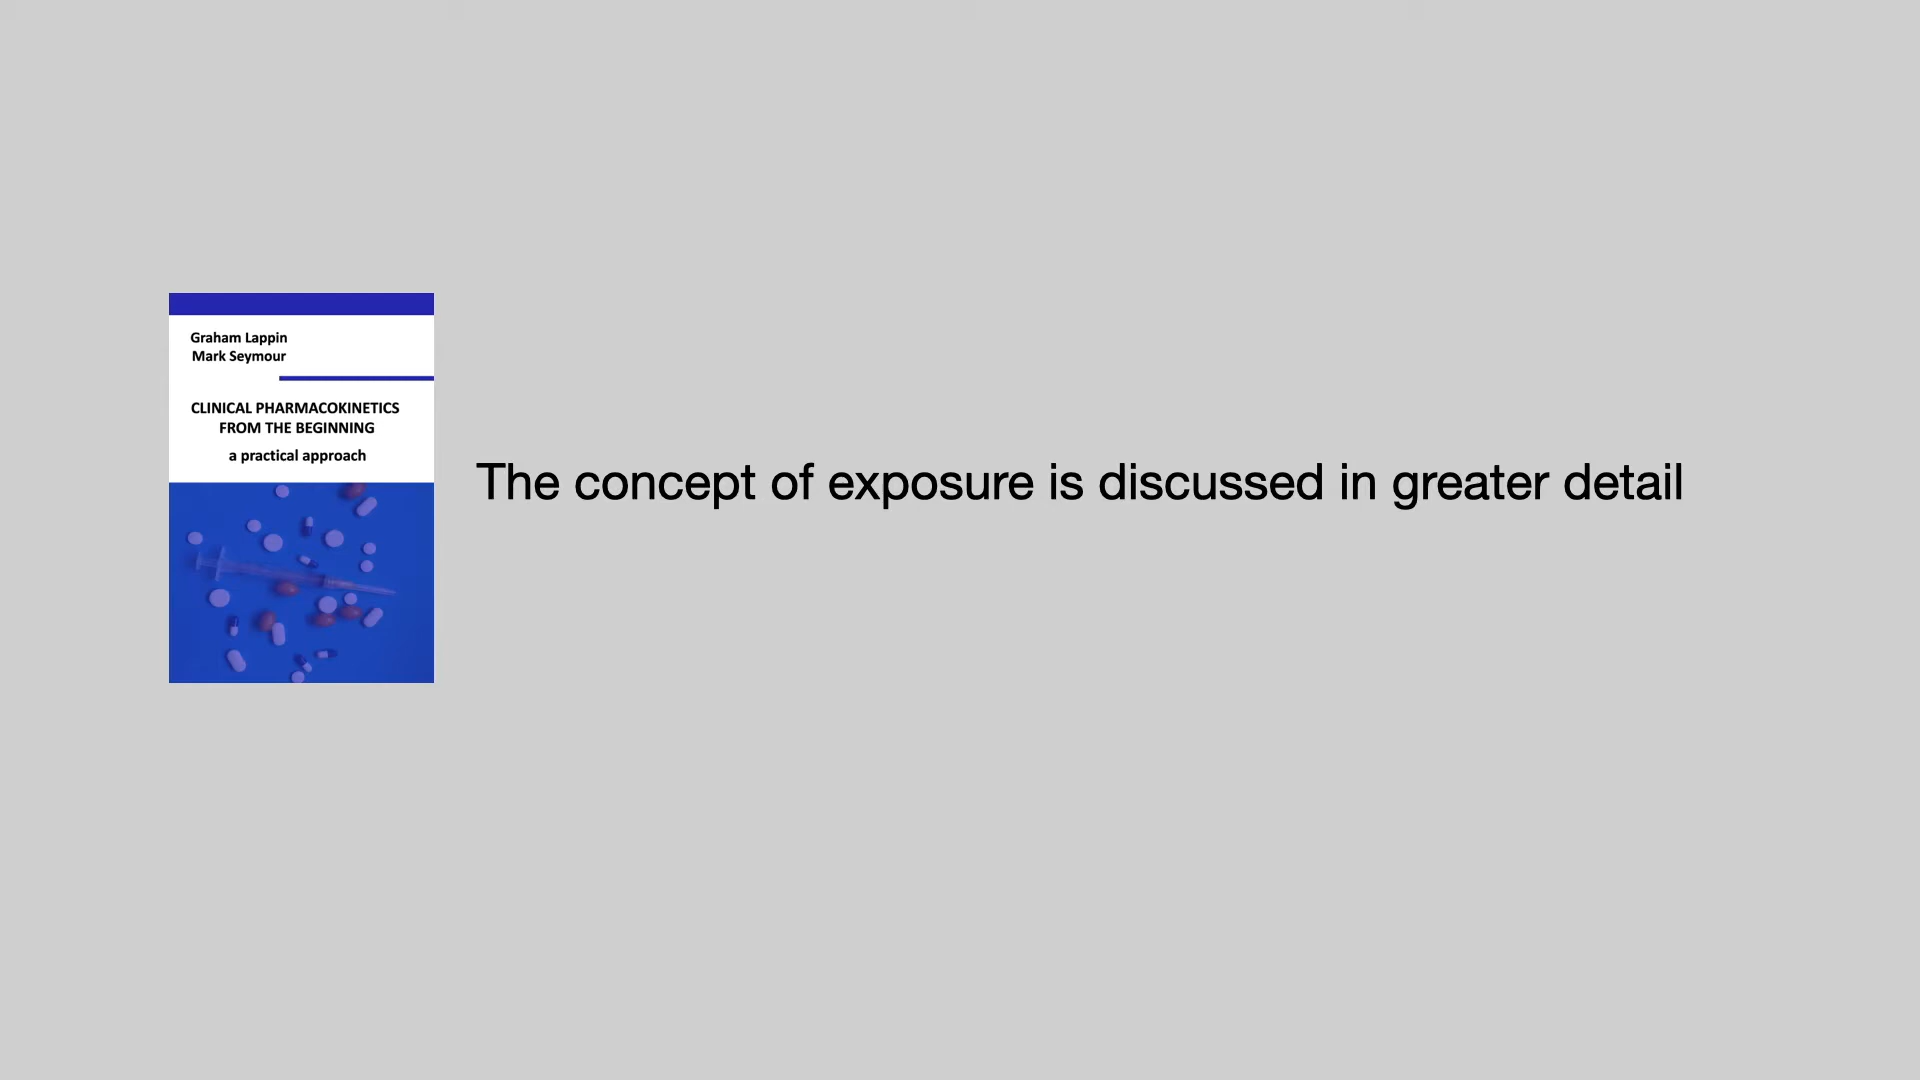 Graham Lappin
Mark Seymour
CLINICAL PHARMACOKINETICS
FROM THE BEGINNING
a practical approach
The concept of exposure is discussed in greater detail